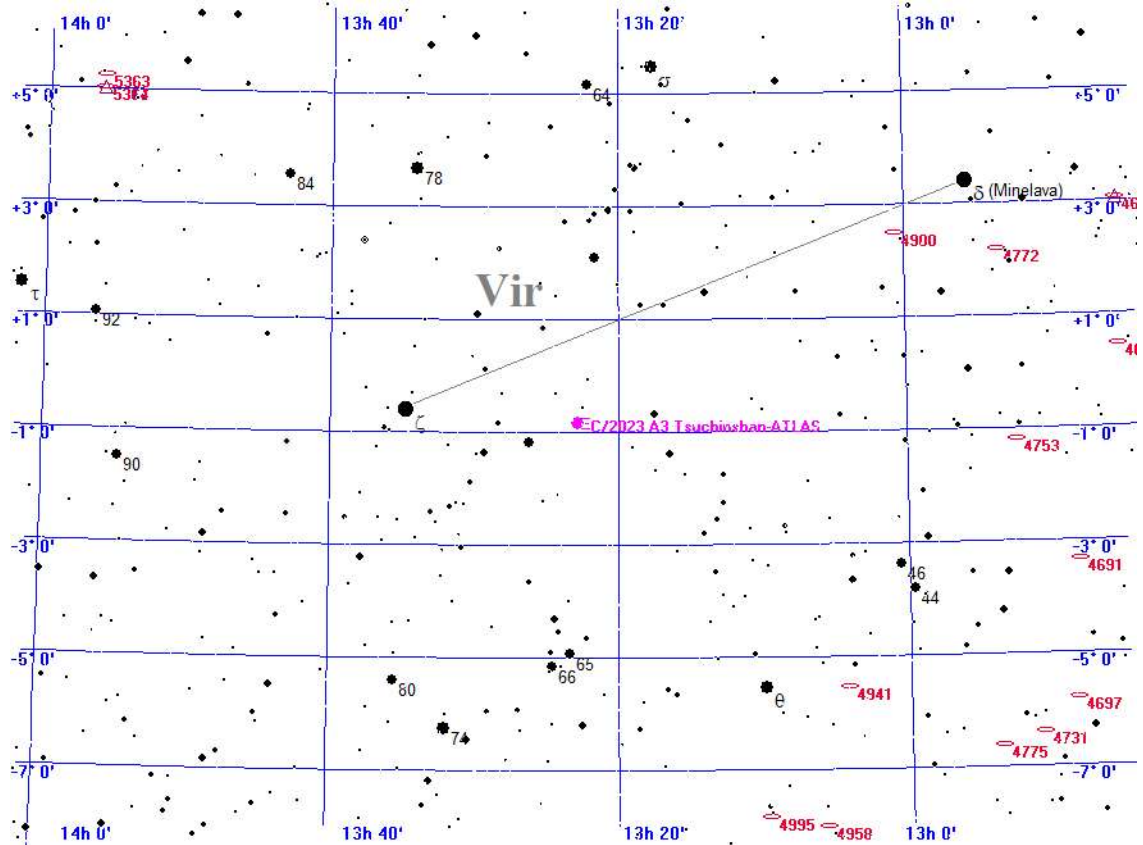 14h 0'
13h 40'
13h 20'
13h 0'
5363
+5° 0'
64
σ
+5° 0'
84
78
δ (Minelava)
+3° 0'
+3° 0'
4900
4772
τ
Vir
92
+1° 0'
+1° 0'
ζ
C/2023 A3 Tsuchinshan-ATLAS
-1° 0'
-1° 0'
4753
90
-3° 0'
-3° 0'
4691
46
44
-5° 0'
65
-5° 0'
66
80
θ
4941
4697
74
4731
4775
-7° 0'
-7° 0'
14h 0'
13h 40'
13h 20'
4995
4958
13h 0'